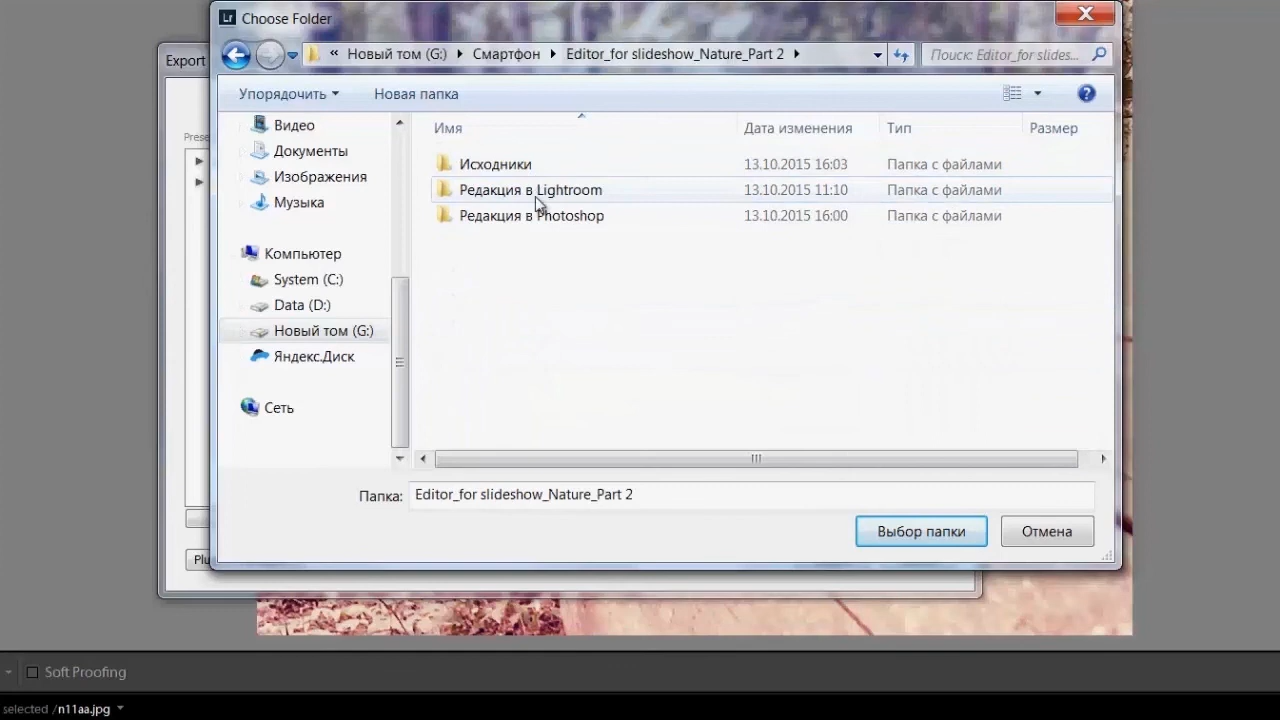 Lr Choose Folder
Export
« Новый том (G:) Смартфон Editor_for slideshow_Nature_Part 2
Поиск: Editor_for slides...
Упорядочить Новая папка
Имя Дата изменения Тип Размер
Видео
Документы
Изображения
Музыка
Компьютер
System (C:)
Data (D:)
Новый том (G:)
Яндекс.Диск
Сеть
Исходники 13.10.2015 16:03 Папка с файлами
Редакция в Lightroom 13.10.2015 11:10 Папка с файлами
Редакция в Photoshop 13.10.2015 16:00 Папка с файлами
Prese
Папка: Editor_for slideshow_Nature_Part 2
Выбор папки Отмена
Plu
Soft Proofing
selected /n11aa.jpg